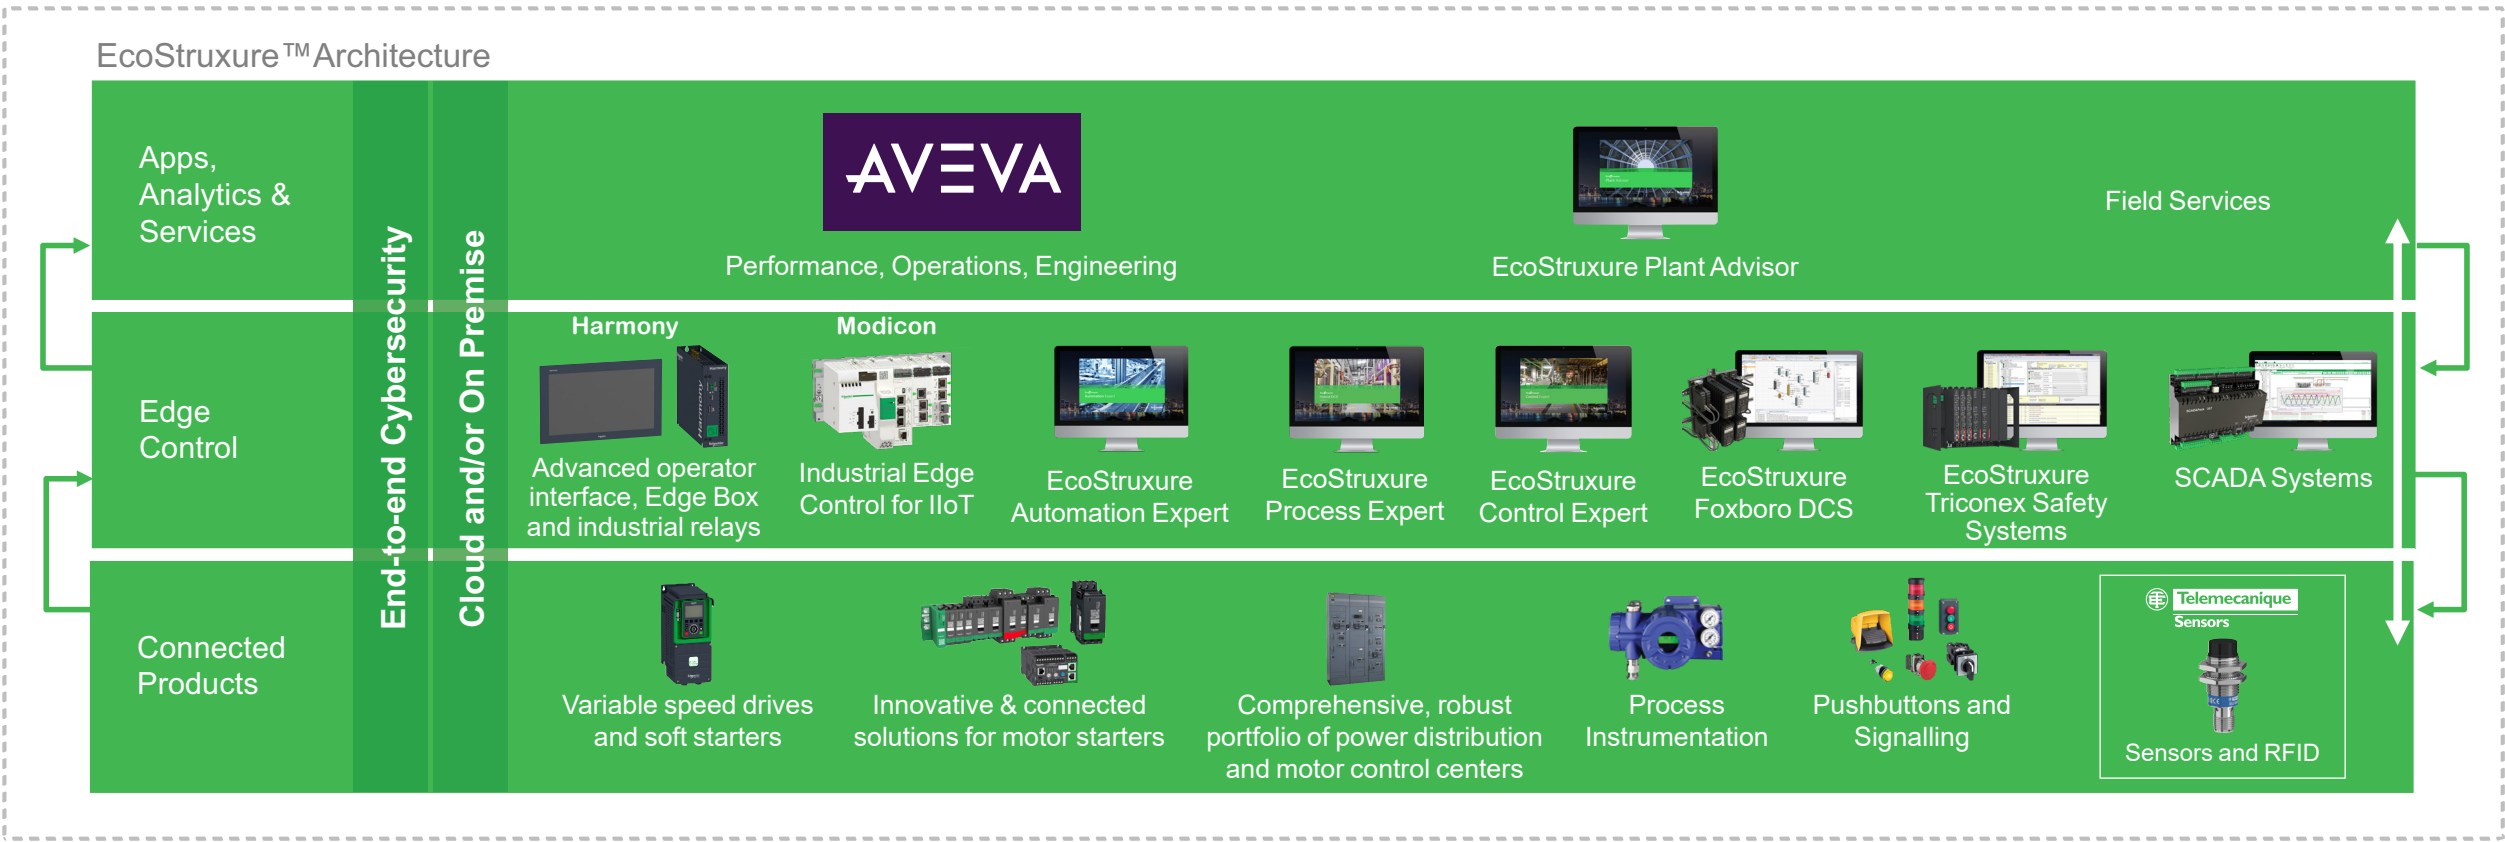 EcoStruxure™Architecture
Apps,
Analytics &
Services
End-to-end Cybersecurity
Cloud and/or On Premise
AVEVA
Performance, Operations, Engineering
EcoStruxure Plant Advisor
Field Services
Edge
Control
Harmony
Advanced operator
interface, Edge Box
and industrial relays
Modicon
Industrial Edge
Control for IIoT
EcoStruxure
Automation Expert
EcoStruxure
Process Expert
EcoStruxure
Control Expert
EcoStruxure
Foxboro DCS
EcoStruxure
Triconex Safety
Systems
SCADA Systems
Connected
Products
Variable speed drives
and soft starters
Innovative & connected
solutions for motor starters
Comprehensive, robust
portfolio of power distribution
and motor control centers
Process
Instrumentation
Pushbuttons and
Signalling
Telemecanique
Sensors
Sensors and RFID